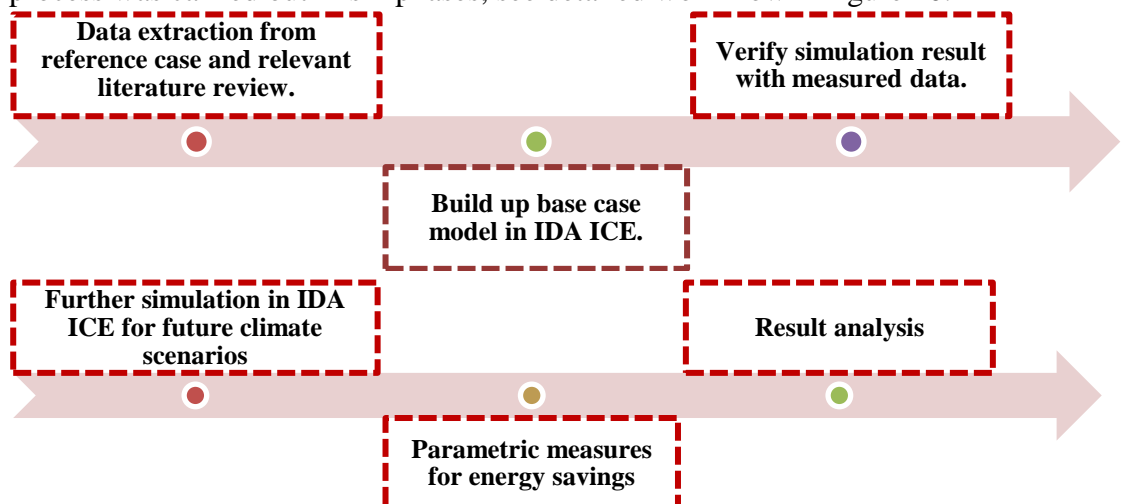 Data extraction from
reference case and relevant
literature review.
Verify simulation result
with measured data.
Build up base case
model in IDA ICE.
Further simulation in IDA
ICE for future climate
scenarios
Result analysis
Parametric measures
for energy savings